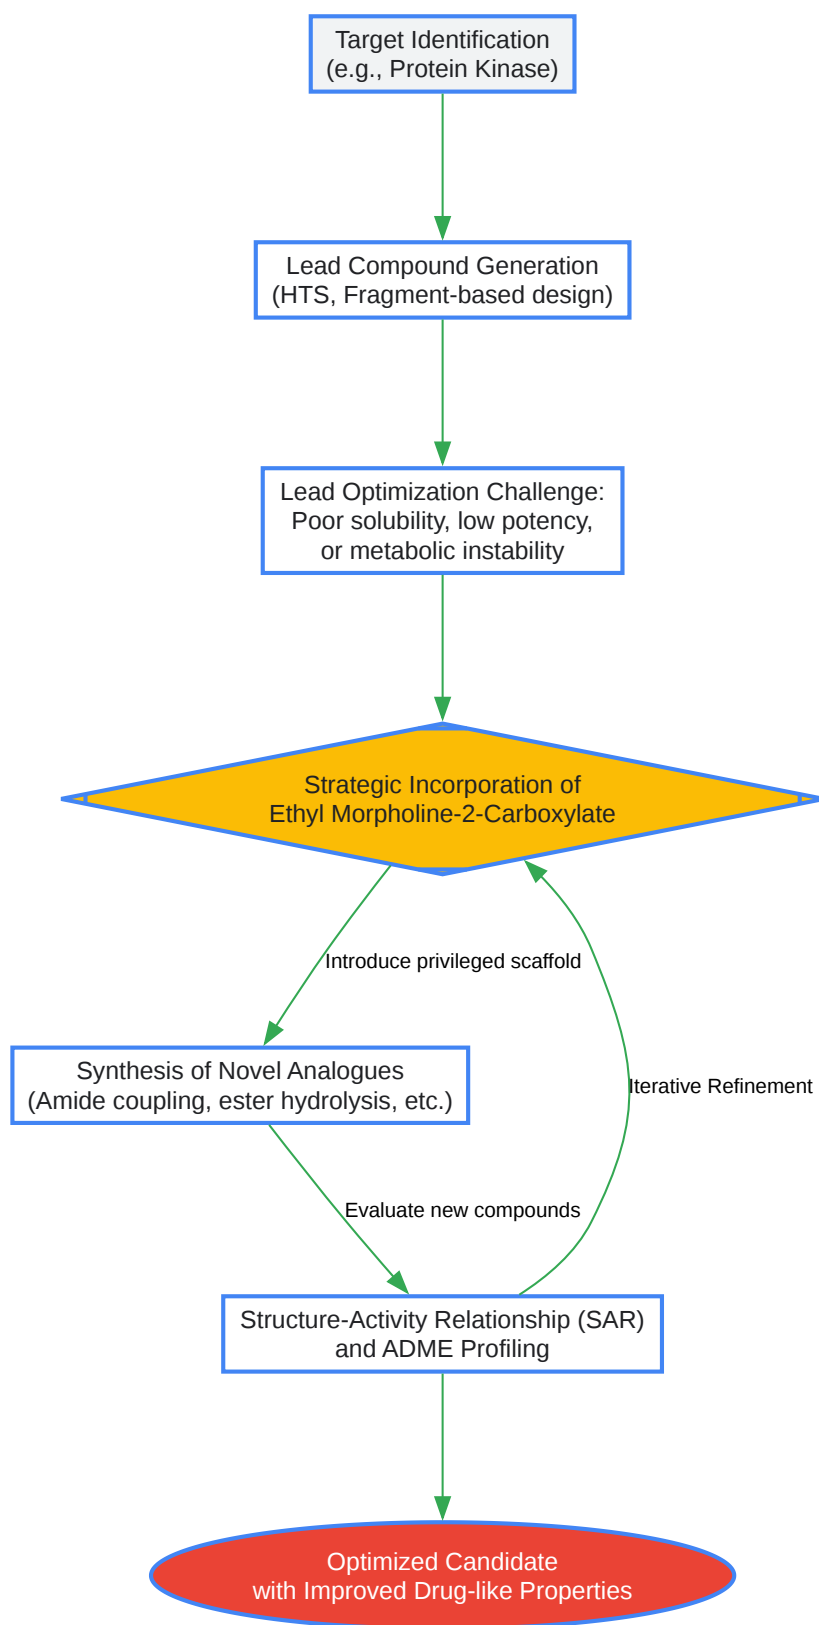 Target Identification
(e.g., Protein Kinase)
Lead Compound Generation
(HTS, Fragment-based design)
Lead Optimization Challenge:
Poor solubility, low potency,
or metabolic instability
Strategic Incorporation of
Ethyl Morpholine-2-Carboxylate
Introduce privileged scaffold
Synthesis of Novel Analogues
(Amide coupling, ester hydrolysis, etc.)
Iterative Refinement
Evaluate new compounds
Structure-Activity Relationship (SAR)
and ADME Profiling
Optimized Candidate
with Improved Drug-like Properties